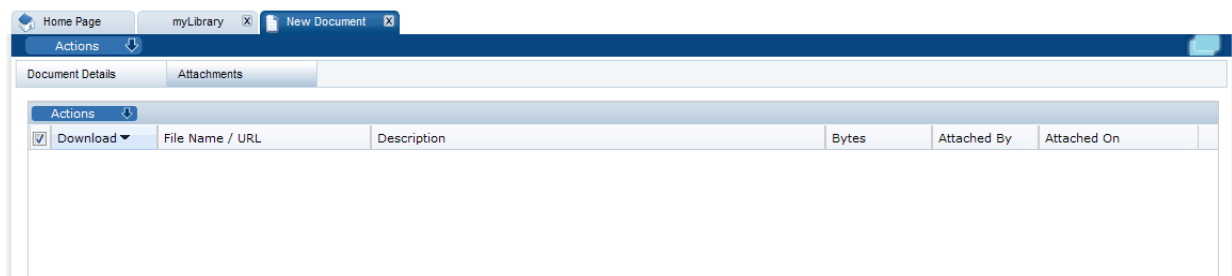 Home Page myLibrary X New Document X
Actions
Document Details Attachments
Actions
Download File Name / URL Description Bytes Attached By Attached On